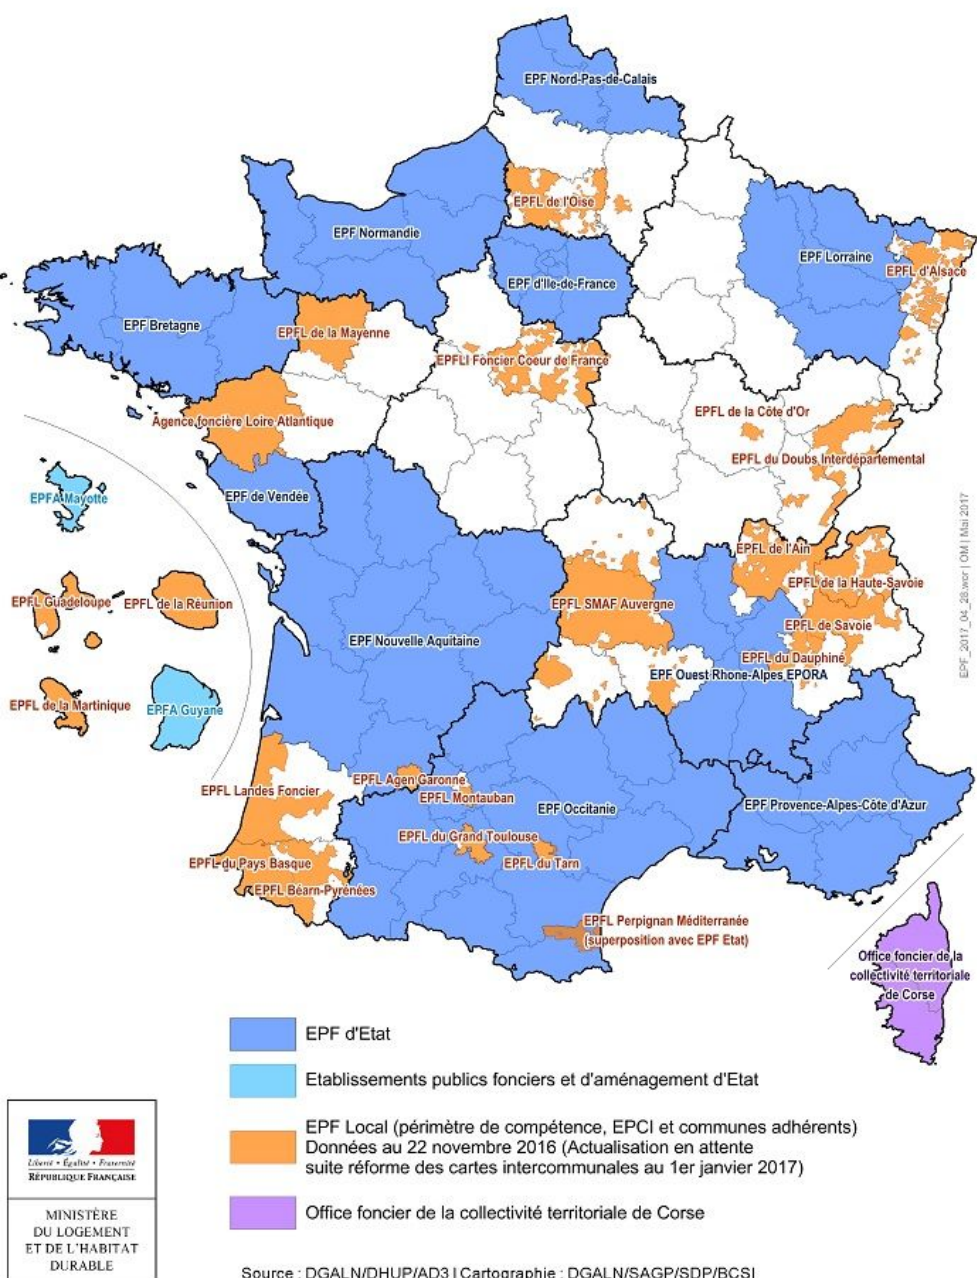 EPF Nord-Pas-de-Calais
EPFL de l'Oise
EPF Normandie
EPF d'Ile-de-France
EPF Lorraine
EPFL d'Alsace
EPF Bretagne
EPFL de la Mayenne
EPFLI Foncier Coeur de France
Agence foncière Loire Atlantique
EPFL de la Côte d'Or
EPFL du Doubs Interdépartemental
EPF de Vendée
EPFA Mayotte
EPFL Guadeloupe
EPFL de la Réunion
EPFL de la Martinique
EPFA Guyane
EPFL de l'Ain
EPFL de la Haute-Savoie
EPFL SMAF Auvergne
EPFL de Savoie
EPF Nouvelle Aquitaine
EPFL du Dauphiné
EPF Ouest Rhone-Alpes EPORA
EPFL Landes Foncier
EPFL Agen Garonne
EPFL Montauban
EPF Occitanie
EPF Provence-Alpes-Côte d'Azur
EPFL du Grand Toulouse
EPFL du Tarn
EPFL du Pays Basque
EPFL Béarn-Pyrénées
EPFL Perpignan Méditerranée
(superposition avec EPF Etat)
Office foncier de la
collectivité territoriale
de Corse
EPF_2017_04_28.wor | OM | Mai 2017
EPF d'Etat
Etablissements publics fonciers et d'aménagement d'Etat
EPF Local (périmètre de compétence, EPCI et communes adhérents)
Données au 22 novembre 2016 (Actualisation en attente
suite réforme des cartes intercommunales au 1er janvier 2017)
Office foncier de la collectivité territoriale de Corse
Liberté • Égalité • Fraternité
RÉPUBLIQUE FRANÇAISE
MINISTÈRE
DU LOGEMENT
ET DE L'HABITAT
DURABLE
Source : DGALN/DHUP/AD3 | Cartographie : DGALN/SAGP/SDP/BCSI